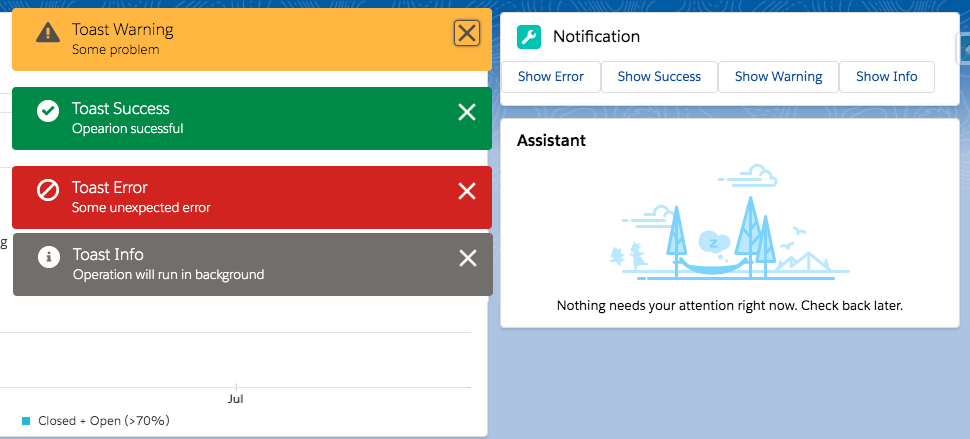 Toast Warning
Some problem
Toast Success
Opearion sucessful
Toast Error
Some unexpected error
g
Toast Info
Operation will run in background
Jul
Closed + Open (>70%)
Notification
Show Error
Show Success
Show Warning
Show Info
Assistant
z
Nothing needs your attention right now. Check back later.